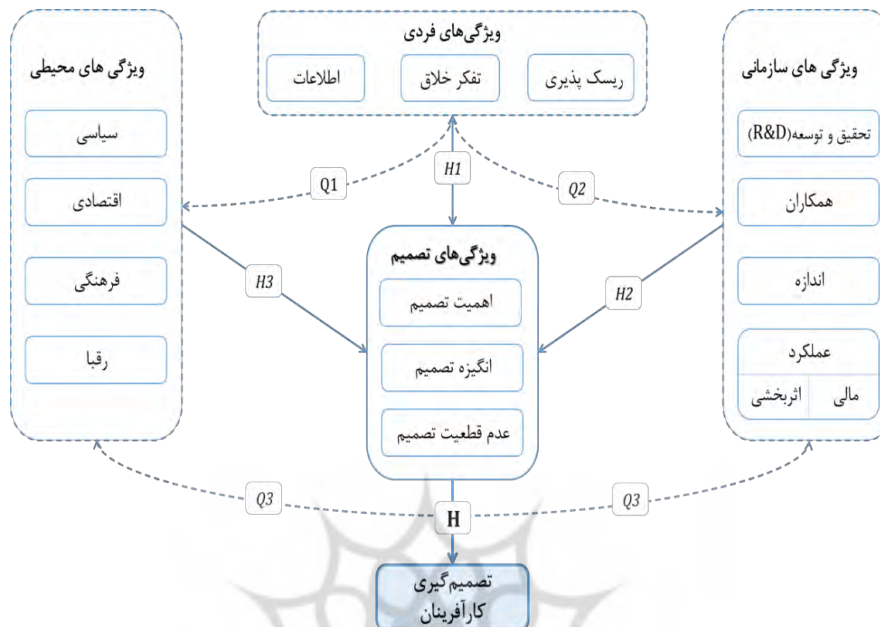 ویژگی‌های فردی
ریسک پذیری
تفکر خلاق
اطلاعات
ویژگی های سازمانی
تحقیق و توسعه(R&D)
همکاران
اندازه
عملکرد
مالی
اثربخشی
ویژگی های محیطی
سیاسی
اقتصادی
فرهنگی
رقبا
Q1
H1
Q2
H3
H2
ویژگی‌های تصمیم
اهمیت تصمیم
انگیزه تصمیم
عدم قطعیت تصمیم
Q3
H
Q3
تصمیم‌گیری
کارآفرینان